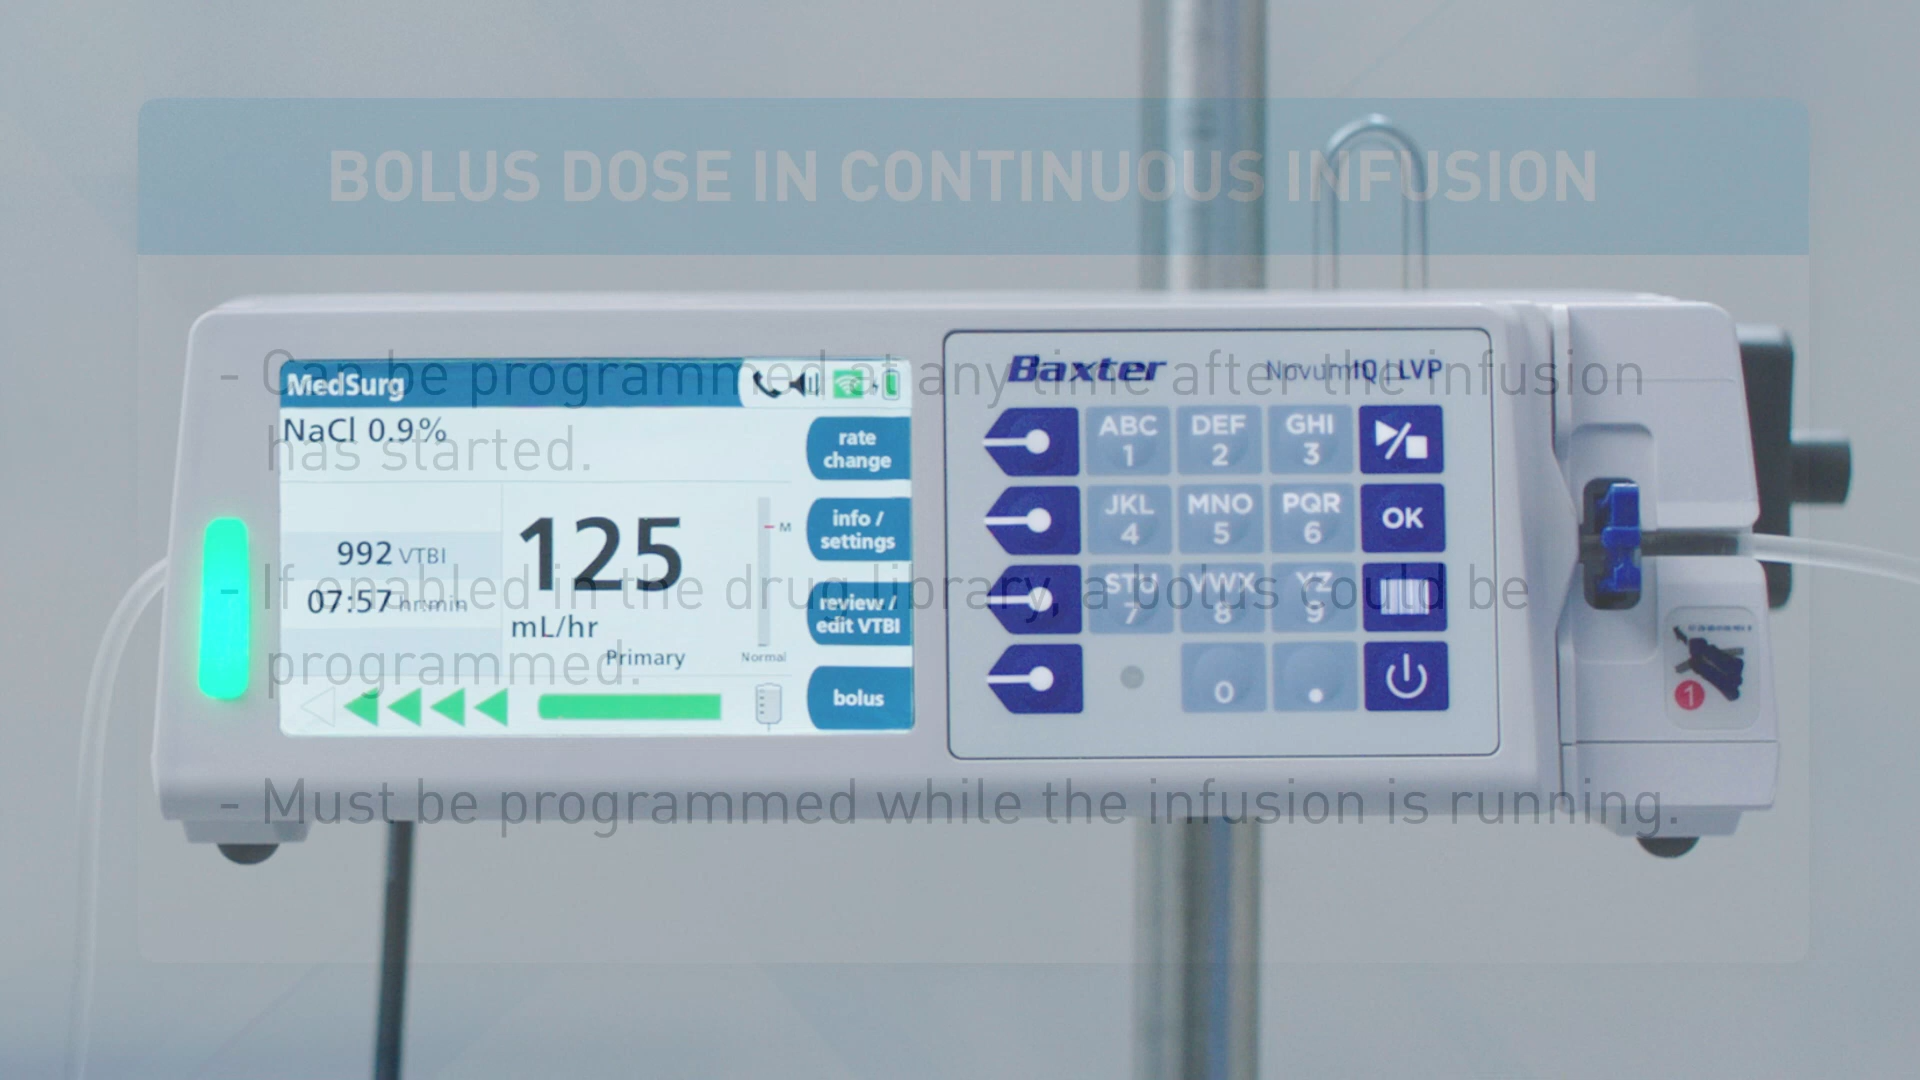 BOLUS DOSE IN CONTINUOUS INFUSION
- Can be programmed at any time after the infusion
has started.
- If enabled in the drug library, a bolus could be
programmed.
- Must be programmed while the infusion is running.
MedSurg
NaCl 0.9%
992 VTBI
07:57 hr:min
125
mL/hr
Primary
M
Normal
rate
change
info /
settings
review /
edit VTBI
bolus
Baxter
NovumIQ | LVP
ABC DEF GHI
1 2 3
JKL MNO PQR
4 5 6
OK
STU VWX YZ
7 8 9
0 .
1